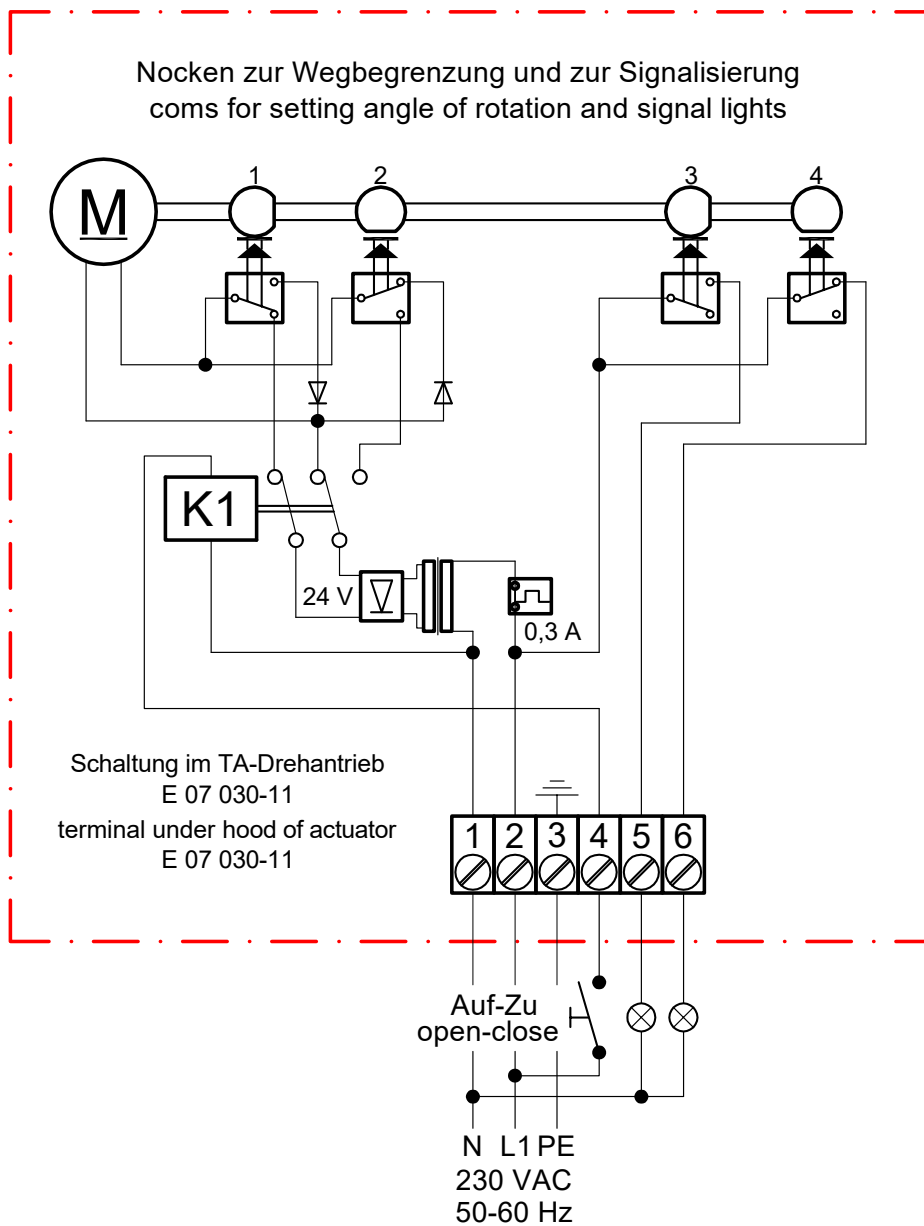 Nocken zur Wegbegrenzung und zur Signalisierung
coms for setting angle of rotation and signal lights
1 2 3 4
M
K1
24 V
0,3 A
Schaltung im TA-Drehantrieb
E 07 030-11
terminal under hood of actuator
E 07 030-11
1 2 3 4 5 6
Auf-Zu
open-close
N L1 PE
230 VAC
50-60 Hz